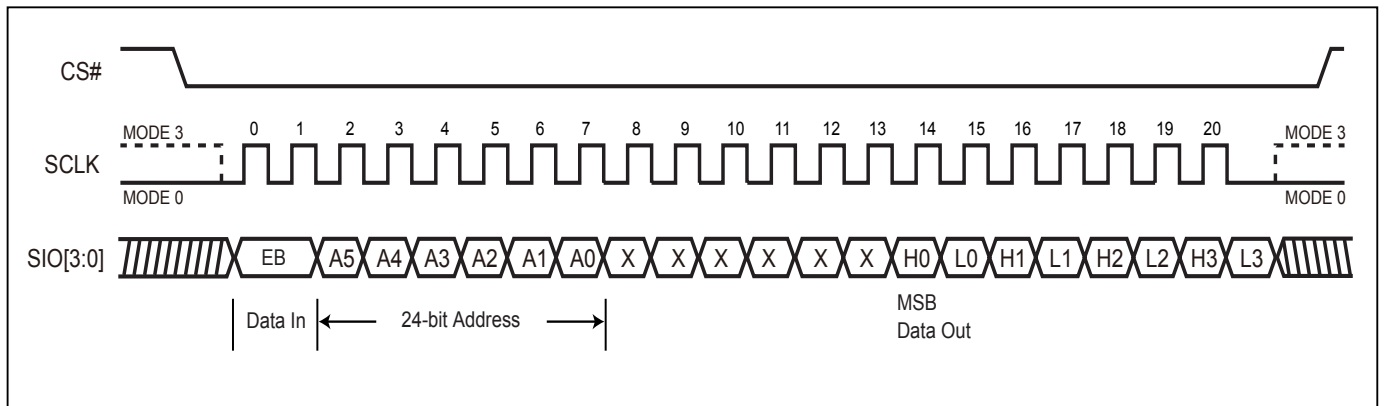 CS#
MODE 3 0 1 2 3 4 5 6 7 8 9 10 11 12 13 14 15 16 17 18 19 20 MODE 3
SCLK
MODE 0 MODE 0
SIO[3:0] EB A5 A4 A3 A2 A1 A0 X X X X X X H0 L0 H1 L1 H2 L2 H3 L3
MSB
Data In 24-bit Address
Data Out